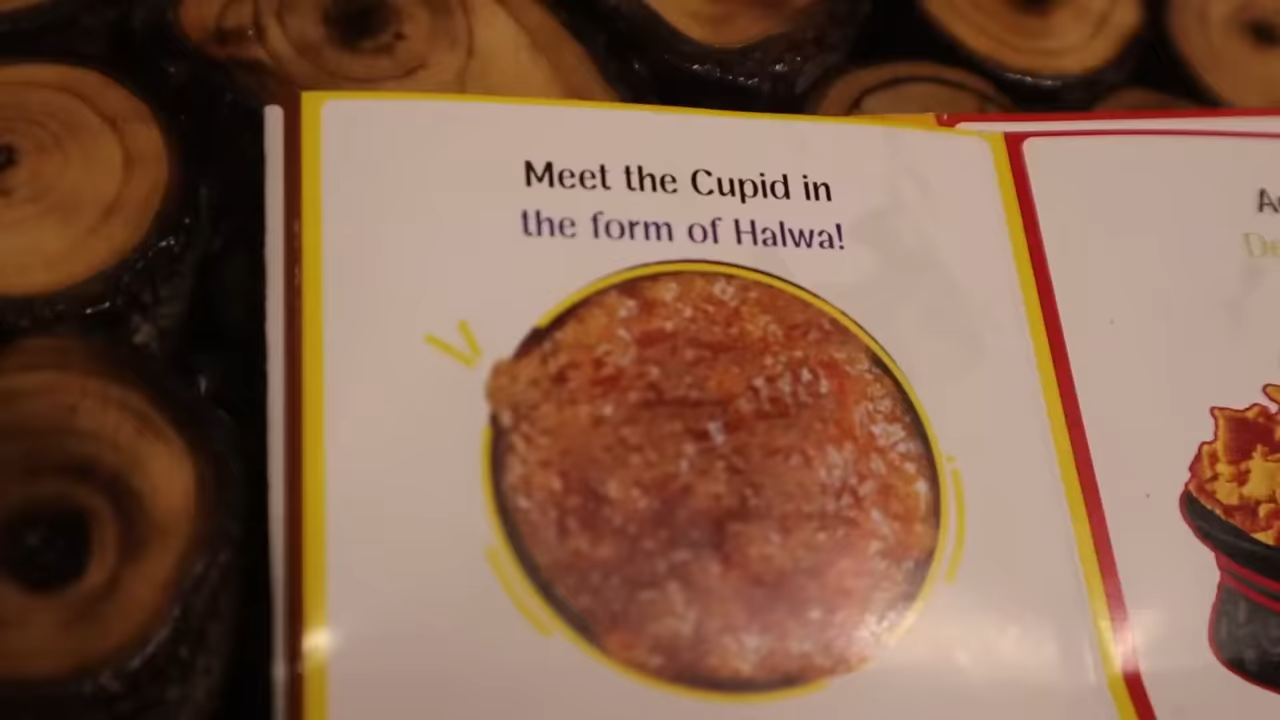 Meet the Cupid in
the form of Halwa!